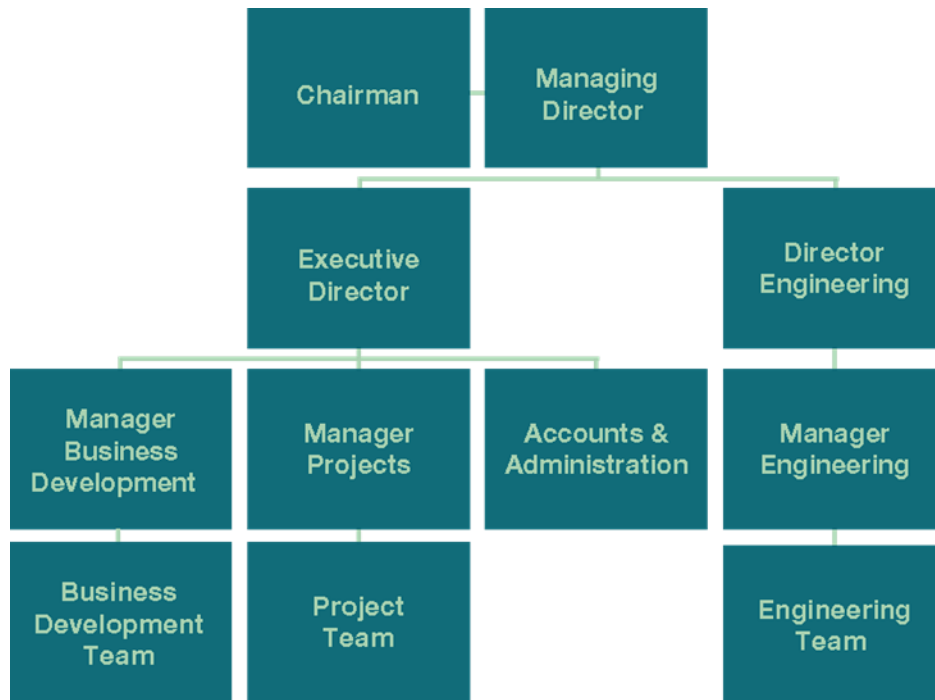 Chairman
Managing
Director
Executive
Director
Director
Engineering
Manager
Business
Development
Manager
Projects
Accounts &
Administration
Manager
Engineering
Business
Development
Team
Project
Team
Engineering
Team